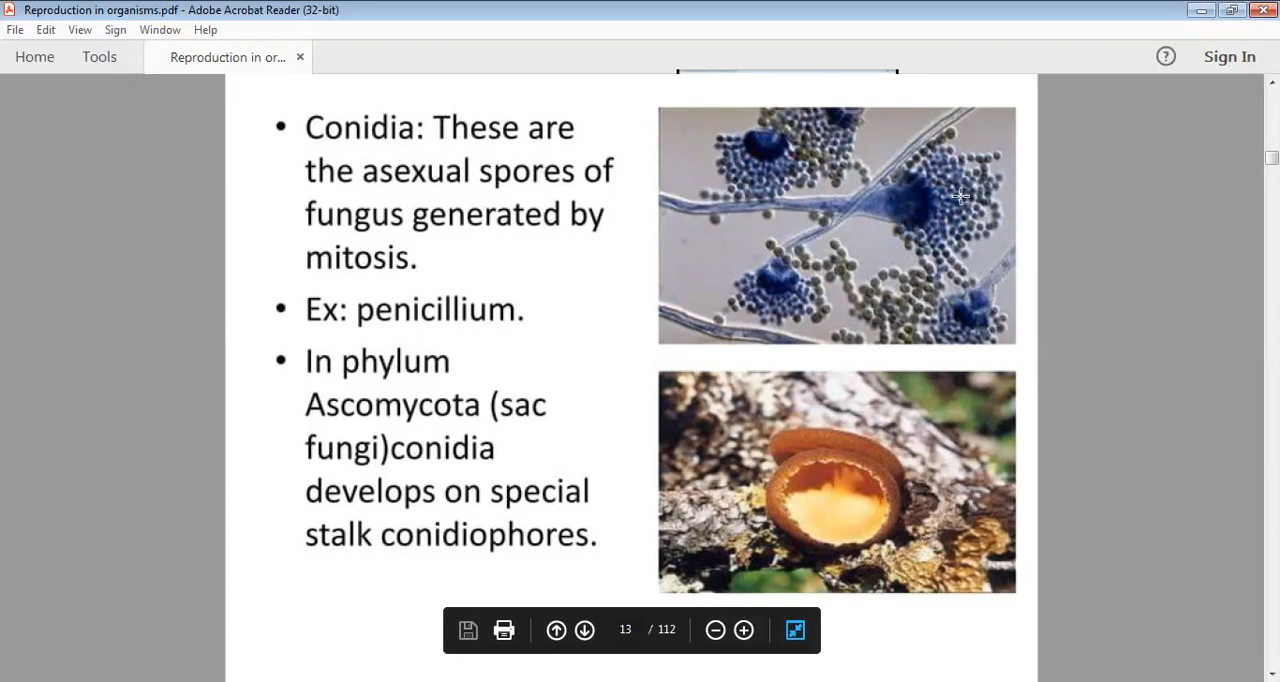 Reproduction in organisms.pdf - Adobe Acrobat Reader (32-bit)
File Edit View Sign Window Help
Home Tools Reproduction in or... × ? Sign In
• Conidia: These are
the asexual spores of
fungus generated by
mitosis.
• Ex: penicillium.
• In phylum
Ascomycota (sac
fungi)conidia
develops on special
stalk conidiophores.
13 / 112